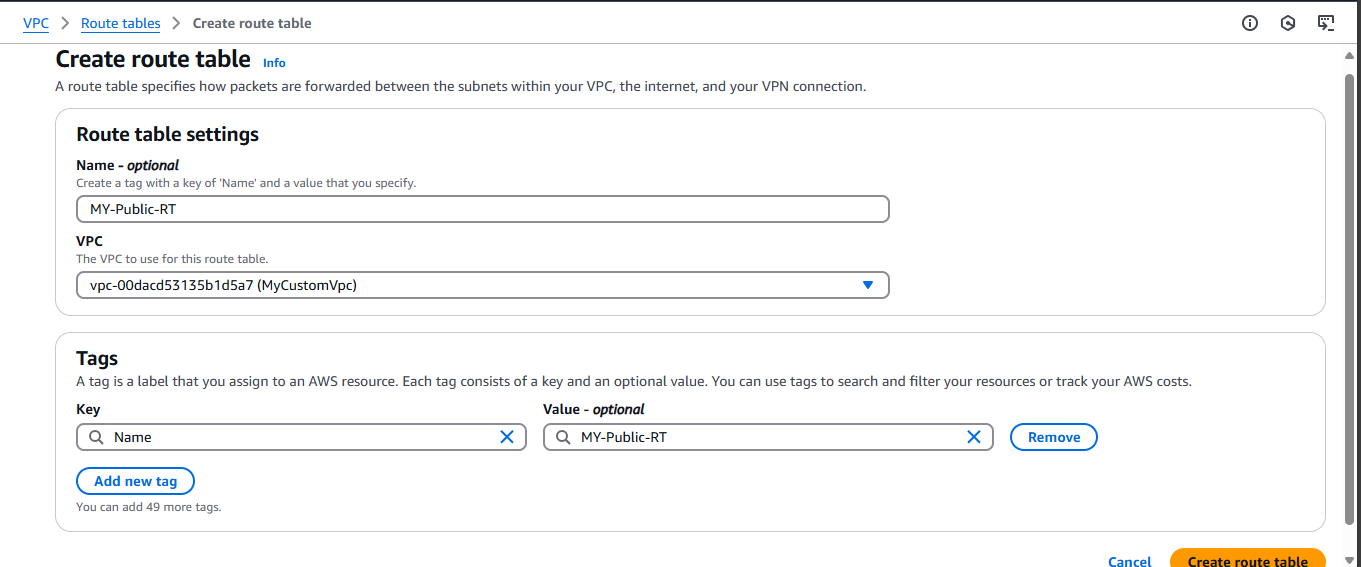 VPC > Route tables > Create route table
Create route table Info
A route table specifies how packets are forwarded between the subnets within your VPC, the internet, and your VPN connection.
Route table settings
Name - optional
Create a tag with a key of 'Name' and a value that you specify.
MY-Public-RT
VPC
The VPC to use for this route table.
vpc-00dacd53135b1d5a7 (MyCustomVpc)
Tags
A tag is a label that you assign to an AWS resource. Each tag consists of a key and an optional value. You can use tags to search and filter your resources or track your AWS costs.
Key Value - optional
Name MY-Public-RT Remove
Add new tag
You can add 49 more tags.
Cancel Create route table